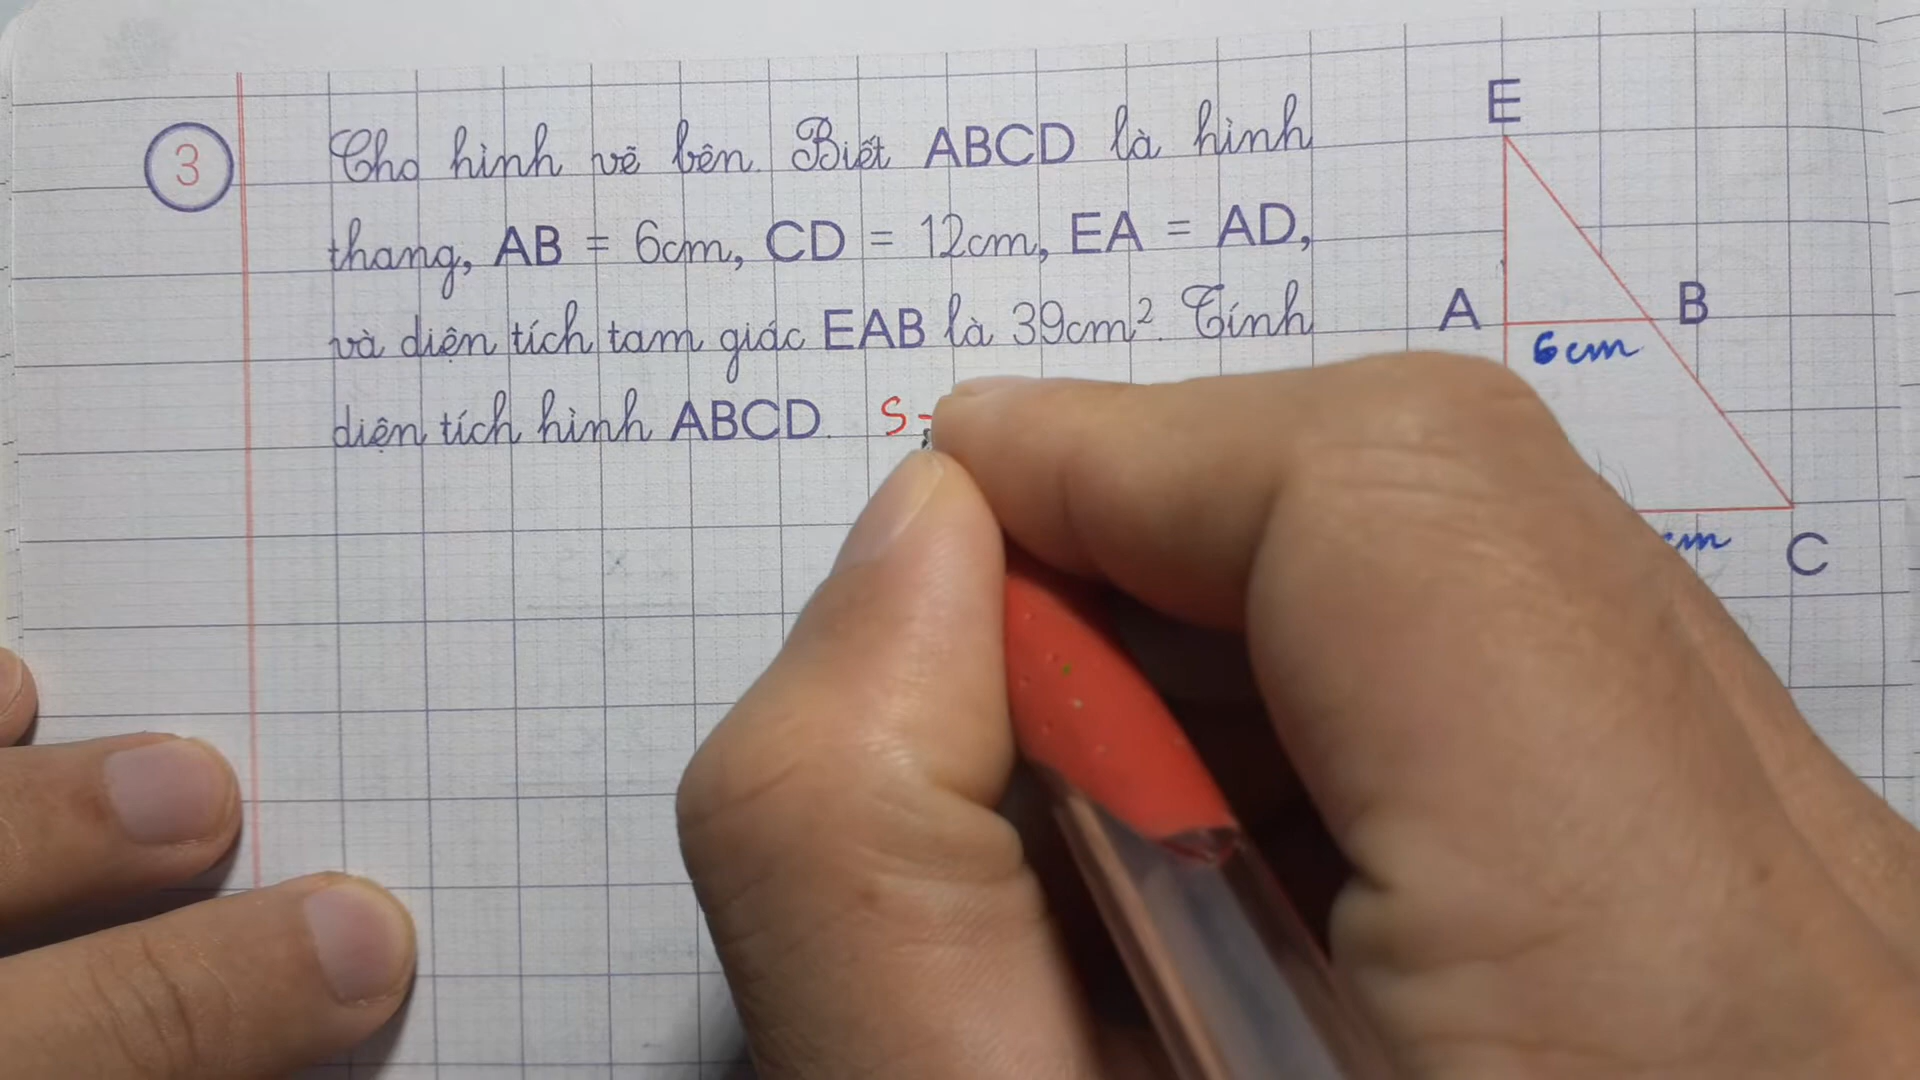 3
Cho hình vẽ bên. Biết ABCD là hình
thang, AB = 6cm, CD = 12cm, EA = AD,
và diện tích tam giác EAB là 39cm². Tính
diện tích hình ABCD. S
E
A
B
6cm
cm
C